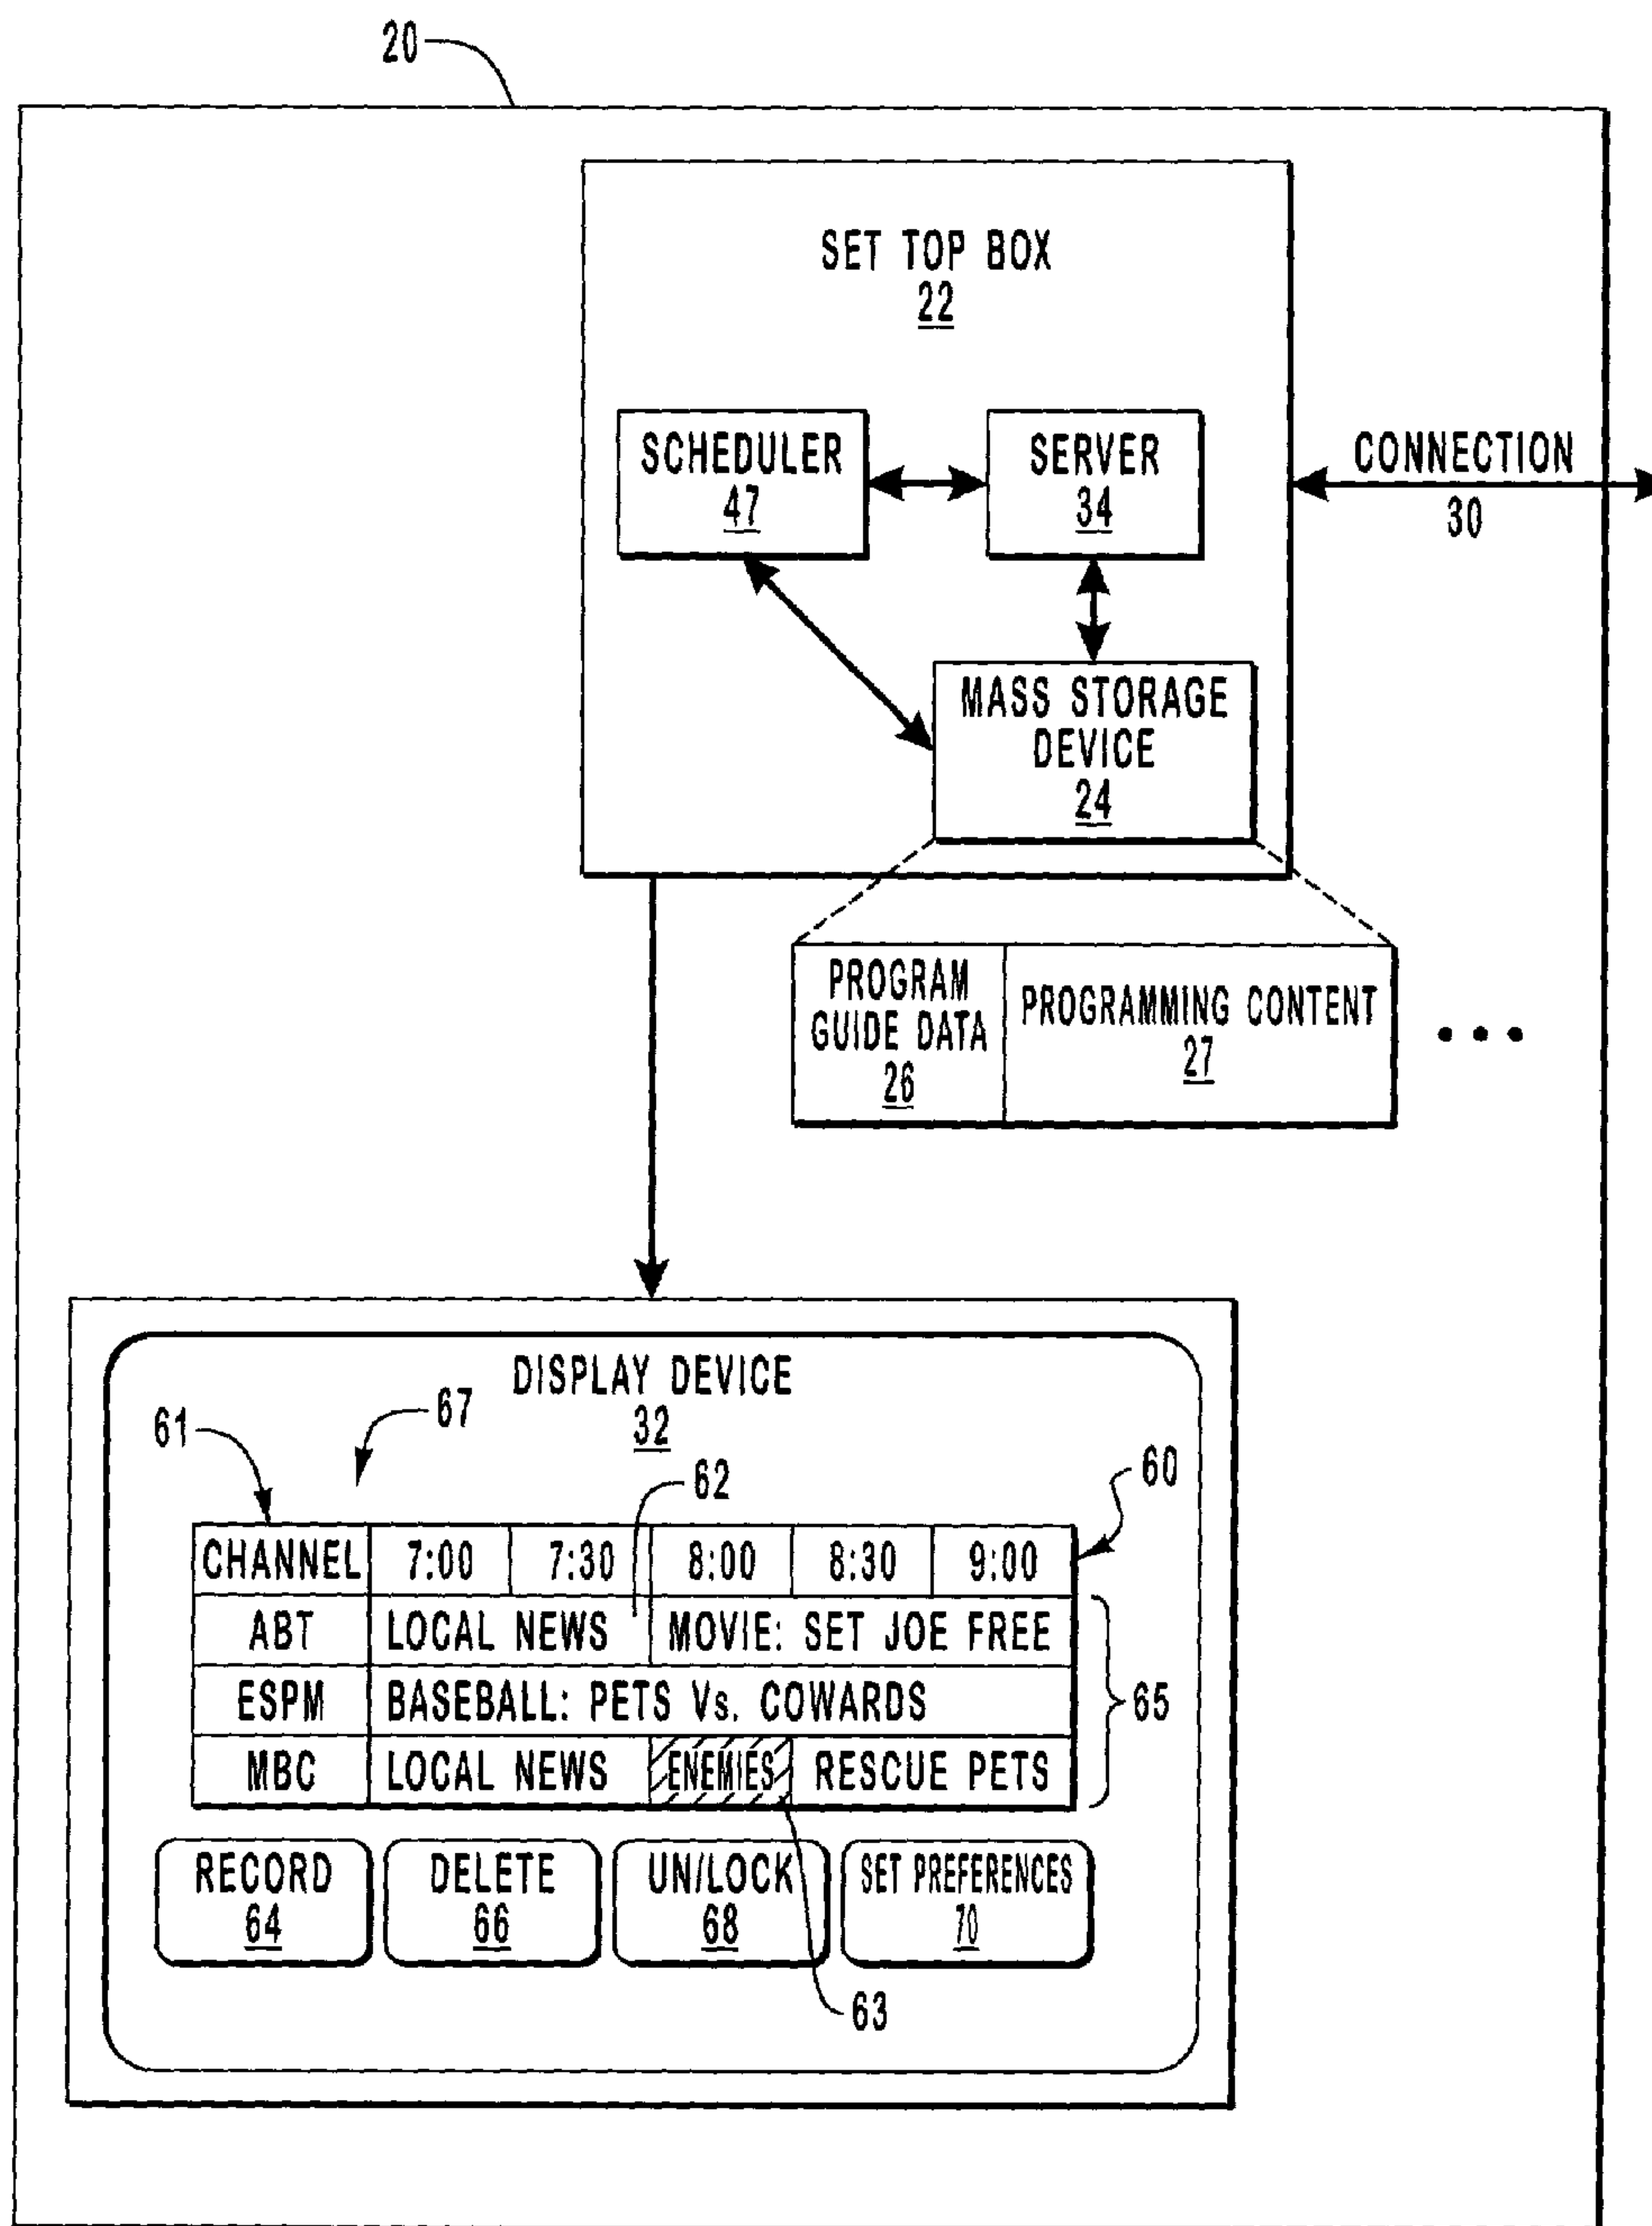 20
SET TOP BOX
22
SCHEDULER
47
SERVER
34
CONNECTION
30
MASS STORAGE
DEVICE
24
PROGRAM
GUIDE DATA
26
PROGRAMMING CONTENT
27
• • •
DISPLAY DEVICE
32
61
67
62
60
CHANNEL 7:00 7:30 8:00 8:30 9:00
ABT LOCAL NEWS MOVIE: SET JOE FREE
ESPM BASEBALL: PETS Vs. COWARDS
MBC LOCAL NEWS ENEMIES RESCUE PETS
65
RECORD
64
DELETE
66
UN/LOCK
68
SET PREFERENCES
70
63